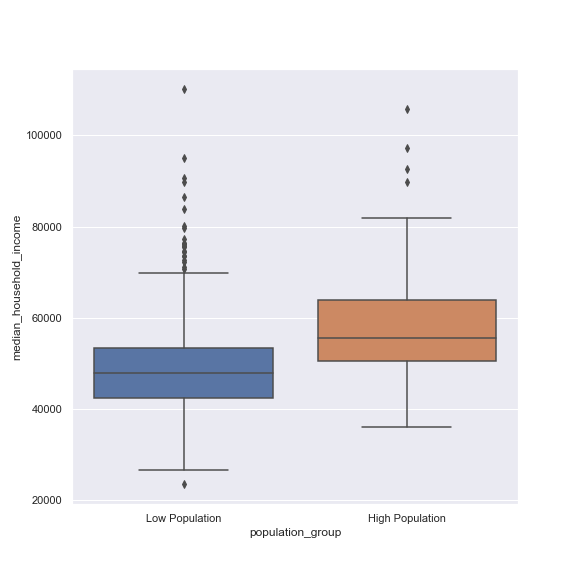 100000
80000
60000
40000
20000
median_household_income
Low Population
High Population
population_group